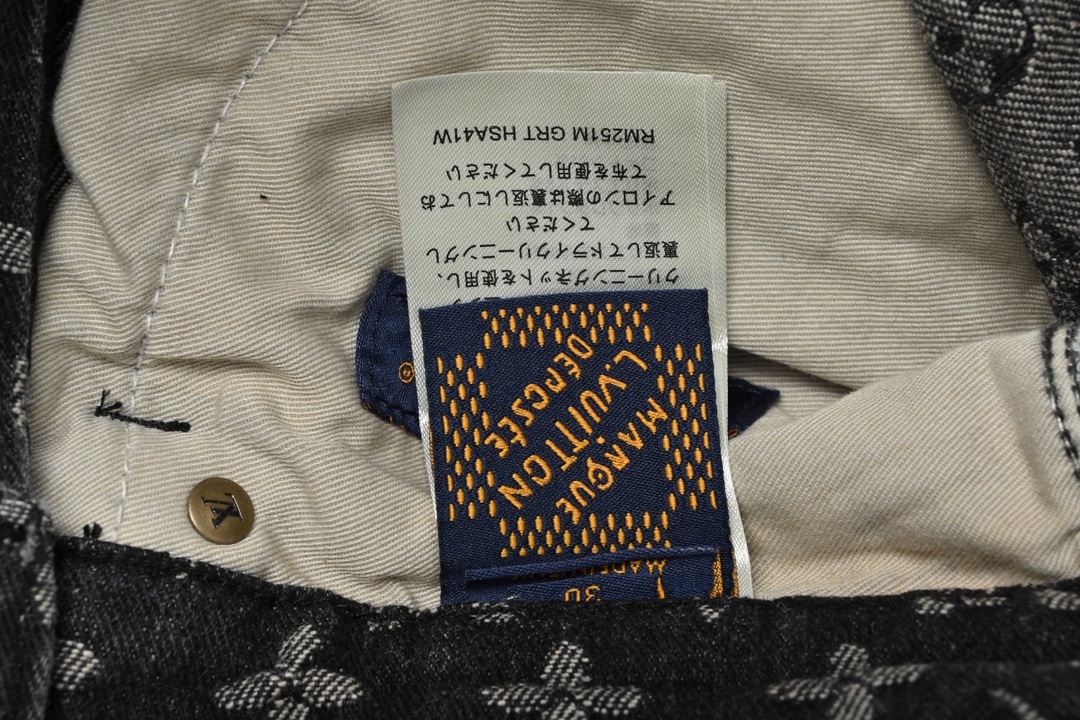 30
MADE
MARQUE
L.VUITTON
DÉPOSÉE
クリーニングネットを使用し、
裏返してドライクリーニングし
てください
アイロンの際は裏返しにしてあ
て布を使用してください
RM251M GRT HSA41W
LV